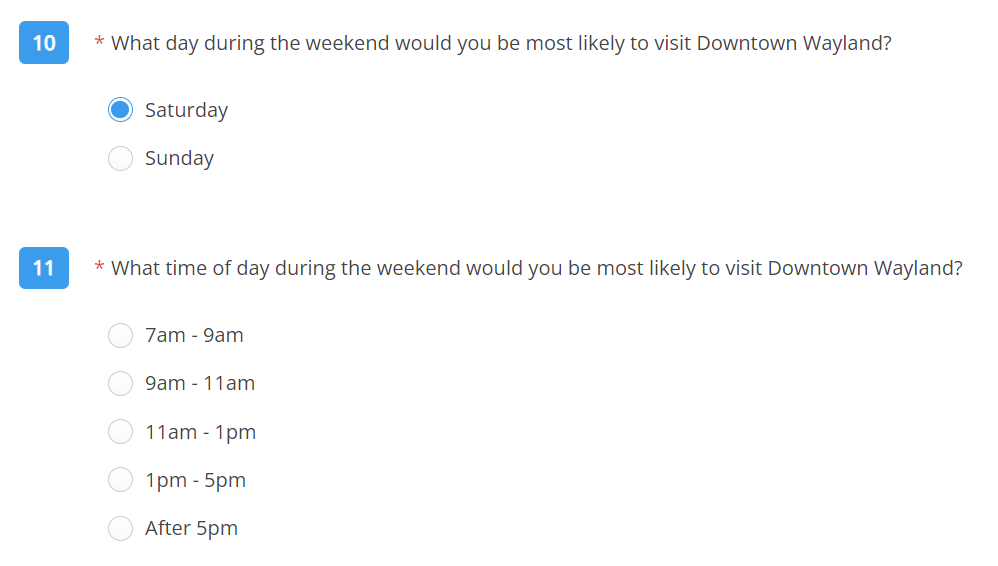 10 * What day during the weekend would you be most likely to visit Downtown Wayland?
Saturday
Sunday
11 * What time of day during the weekend would you be most likely to visit Downtown Wayland?
7am - 9am
9am - 11am
11am - 1pm
1pm - 5pm
After 5pm